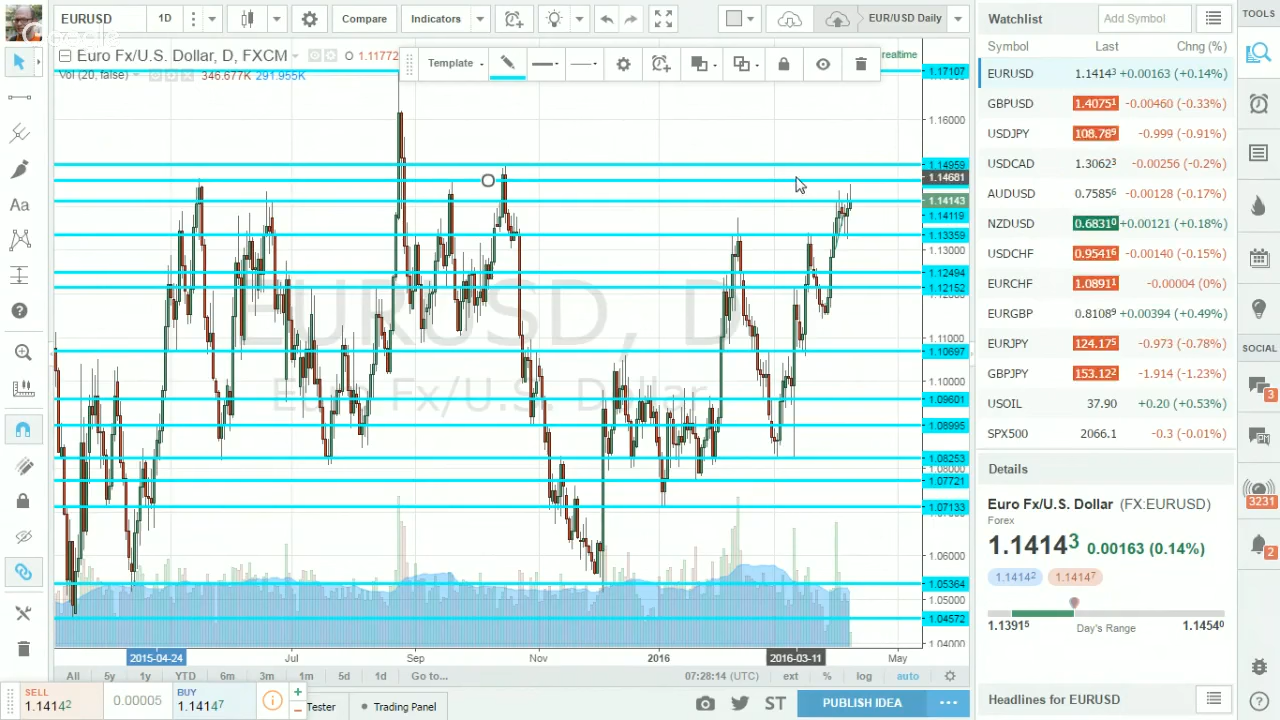 EURUSD 1D Compare Indicators EUR/USD Daily
Euro Fx/U.S. Dollar, D, FXCM O 1.11772
Template
realtime
Vol (20, false) 346.677K 291.955K
1.17107
1.16000
1.14959
1.14681
1.14143
1.14119
1.13359
1.13000
1.12494
1.12152
1.11000
1.10697
1.10000
1.09601
1.08995
1.08253
1.08000
1.07721
1.07133
1.06000
1.05364
1.05000
1.04572
1.04000
EURUSD, D
Euro Fx/U.S. Dollar
2015-04-24 Jul Sep Nov 2016 2016-03-11 May
All 5y 1y YTD 6m 3m 1m 5d 1d Go to... 07:28:14 (UTC) ext % log auto
SELL
1.14142
0.00005
BUY
1.14147
Tester
Trading Panel
ST
PUBLISH IDEA
Watchlist Add Symbol
Symbol Last Chng (%)
EURUSD 1.14143 +0.00163 (+0.14%)
GBPUSD 1.40751 -0.00460 (-0.33%)
USDJPY 108.789 -0.999 (-0.91%)
USDCAD 1.30623 -0.00256 (-0.2%)
AUDUSD 0.75856 -0.00128 (-0.17%)
NZDUSD 0.68310 +0.00121 (+0.18%)
USDCHF 0.95416 -0.00140 (-0.15%)
EURCHF 1.08911 -0.00004 (0%)
EURGBP 0.81089 +0.00394 (+0.49%)
EURJPY 124.175 -0.973 (-0.78%)
GBPJPY 153.122 -1.914 (-1.23%)
USOIL 37.90 +0.20 (+0.53%)
SPX500 2066.1 -0.3 (-0.01%)
Details
Euro Fx/U.S. Dollar (FX:EURUSD)
Forex
1.14143 0.00163 (0.14%)
1.14142 1.14147
1.13915 Day's Range 1.14540
Headlines for EURUSD
TOOLS
SOCIAL
3
3231
2